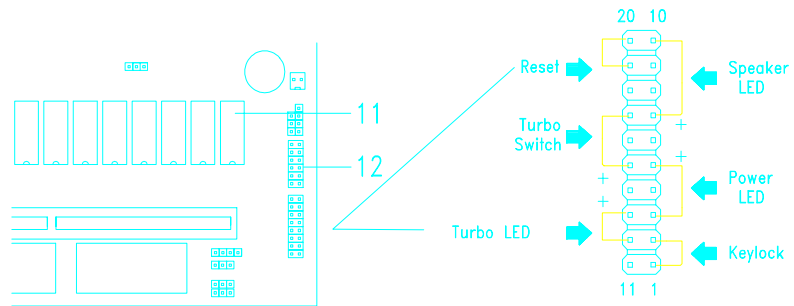 20 10
Reset
Speaker
LED
11
Turbo
Switch
12
+
+
+
+
Power
LED
Turbo LED
Keylock
11 1